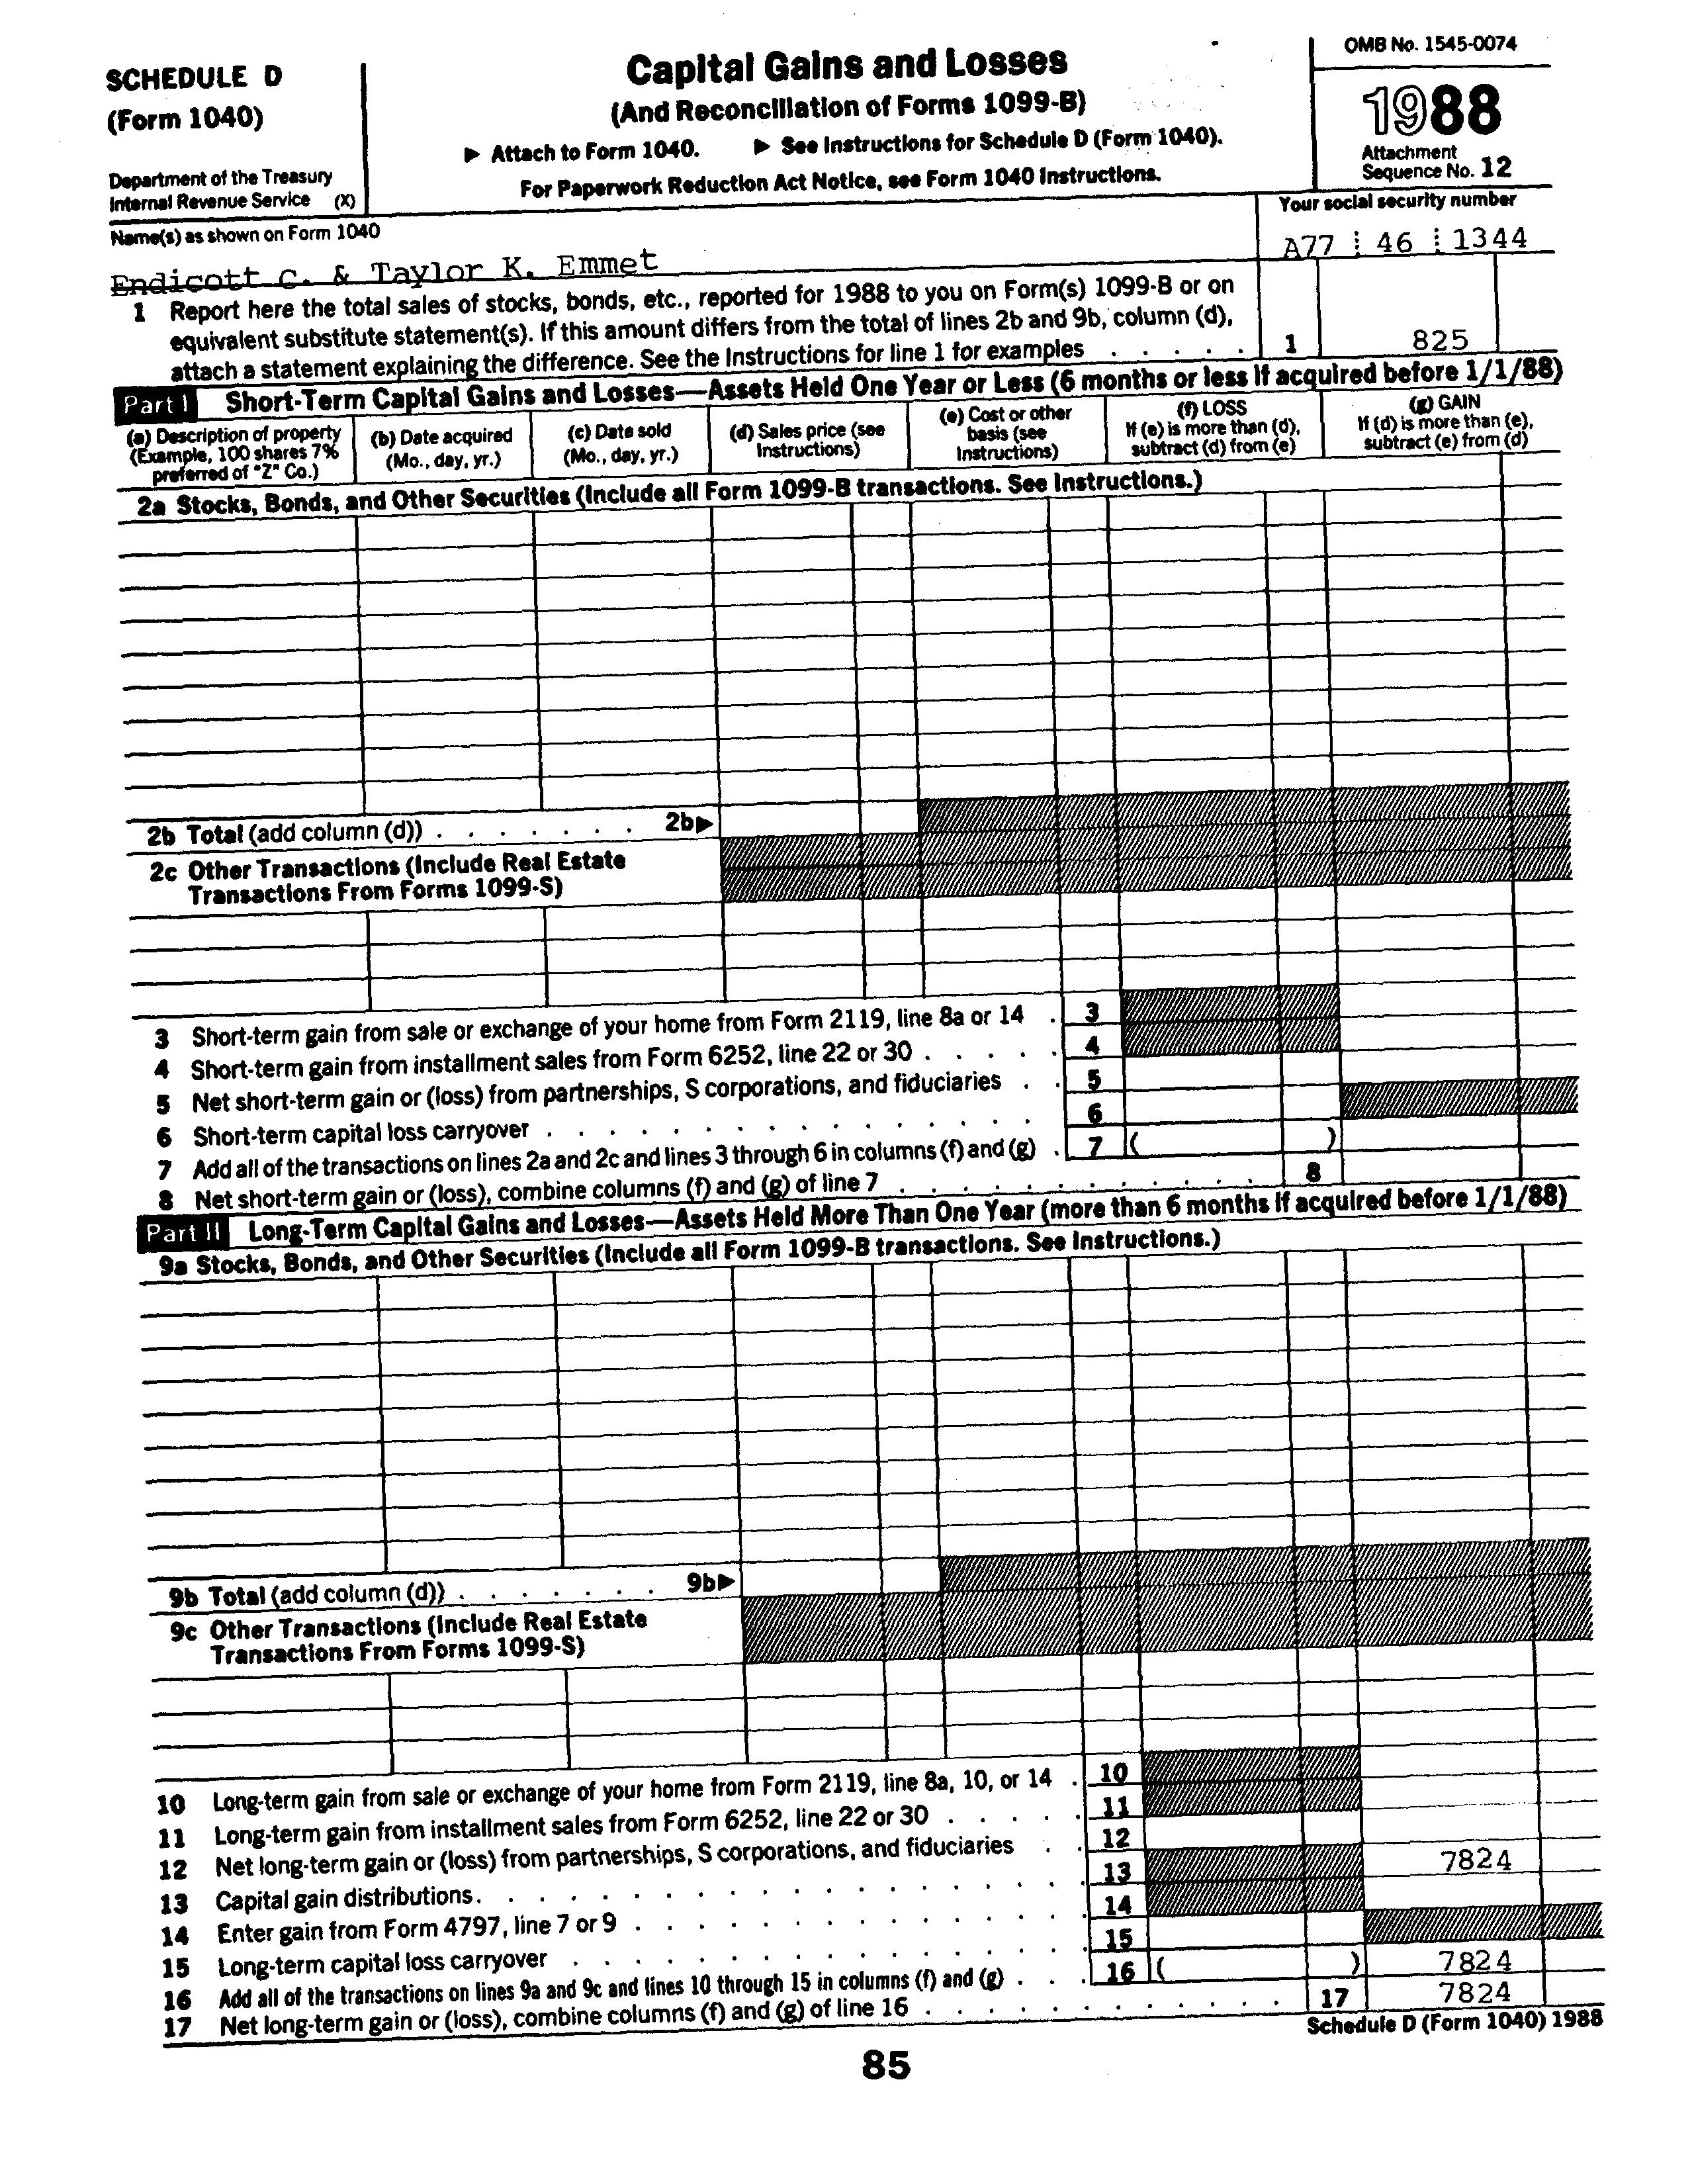 SCHEDULE D
(Form 1040)
Department of the Treasury
Internal Revenue Service (X)
Capital Gains and Losses
(And Reconciliation of Forms 1099-B)
▶ Attach to Form 1040. ▶ See Instructions for Schedule D (Form 1040).
For Paperwork Reduction Act Notice, see Form 1040 Instructions.
OMB No. 1545-0074
1988
Attachment
Sequence No. 12
Name(s) as shown on Form 1040
Your social security number
Endicott C. & Taylor K. Emmet
A77 46 1344
1 Report here the total sales of stocks, bonds, etc., reported for 1988 to you on Form(s) 1099-B or on
equivalent substitute statement(s). If this amount differs from the total of lines 2b and 9b, column (d),
attach a statement explaining the difference. See the Instructions for line 1 for examples . . . . . 1 825
Part I Short-Term Capital Gains and Losses—Assets Held One Year or Less (6 months or less if acquired before 1/1/88)
(a) Description of property
(Example, 100 shares 7%
preferred of "Z" Co.)
(b) Date acquired
(Mo., day, yr.)
(c) Date sold
(Mo., day, yr.)
(d) Sales price (see
Instructions)
(e) Cost or other
basis (see
Instructions)
(f) LOSS
If (e) is more than (d),
subtract (d) from (e)
(g) GAIN
If (d) is more than (e),
subtract (e) from (d)
2a Stocks, Bonds, and Other Securities (Include all Form 1099-B transactions. See Instructions.)
2b Total (add column (d)) . . . . . . . 2b▶
2c Other Transactions (Include Real Estate
Transactions From Forms 1099-S)
3 Short-term gain from sale or exchange of your home from Form 2119, line 8a or 14 . 3
4 Short-term gain from installment sales from Form 6252, line 22 or 30 . . . . . 4
5 Net short-term gain or (loss) from partnerships, S corporations, and fiduciaries . . 5
6 Short-term capital loss carryover . . . . . . . . . . . . . . . . 6
7 Add all of the transactions on lines 2a and 2c and lines 3 through 6 in columns (f) and (g) . 7 ( )
8 Net short-term gain or (loss), combine columns (f) and (g) of line 7 . . . . . . . . . . . . . 8
Part II Long-Term Capital Gains and Losses—Assets Held More Than One Year (more than 6 months if acquired before 1/1/88)
9a Stocks, Bonds, and Other Securities (Include all Form 1099-B transactions. See Instructions.)
9b Total (add column (d)) . . . . . . . 9b▶
9c Other Transactions (Include Real Estate
Transactions From Forms 1099-S)
10 Long-term gain from sale or exchange of your home from Form 2119, line 8a, 10, or 14 . 10
11 Long-term gain from installment sales from Form 6252, line 22 or 30 . . . . . 11
12 Net long-term gain or (loss) from partnerships, S corporations, and fiduciaries . . 12
13 Capital gain distributions. . . . . . . . . . . . . . . . . . . 13 7824
14 Enter gain from Form 4797, line 7 or 9 . . . . . . . . . . . . . 14
15 Long-term capital loss carryover . . . . . . . . . . . . . . . . 15
16 Add all of the transactions on lines 9a and 9c and lines 10 through 15 in columns (f) and (g) . . . 16 ( ) 7824
17 Net long-term gain or (loss), combine columns (f) and (g) of line 16 . . . . . . . . . . . . . 17 7824
Schedule D (Form 1040) 1988
85